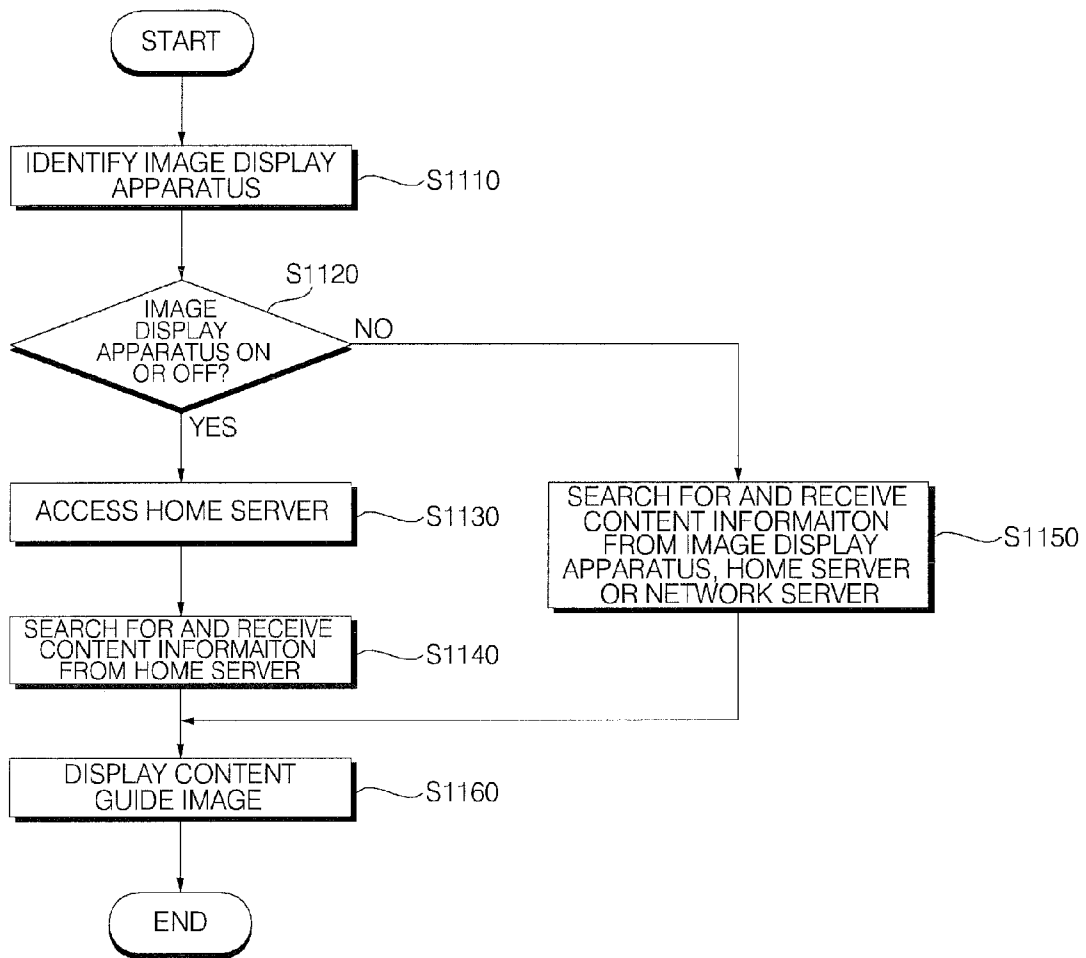 START
IDENTIFY IMAGE DISPLAY
APPARATUS
S1110
S1120
IMAGE
DISPLAY
APPARATUS ON
OR OFF?
NO
YES
ACCESS HOME SERVER
S1130
SEARCH FOR AND RECEIVE
CONTENT INFORMAITON
FROM IMAGE DISPLAY
APPARATUS, HOME SERVER
OR NETWORK SERVER
S1150
SEARCH FOR AND RECEIVE
CONTENT INFORMAITON
FROM HOME SERVER
S1140
DISPLAY CONTENT
GUIDE IMAGE
S1160
END